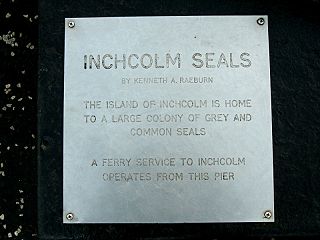 INCHCOLM SEALS
BY KENNETH A. RAEBURN
THE ISLAND OF INCHCOLM IS HOME
TO A LARGE COLONY OF GREY AND
COMMON SEALS
A FERRY SERVICE TO INCHCOLM
OPERATES FROM THIS PIER